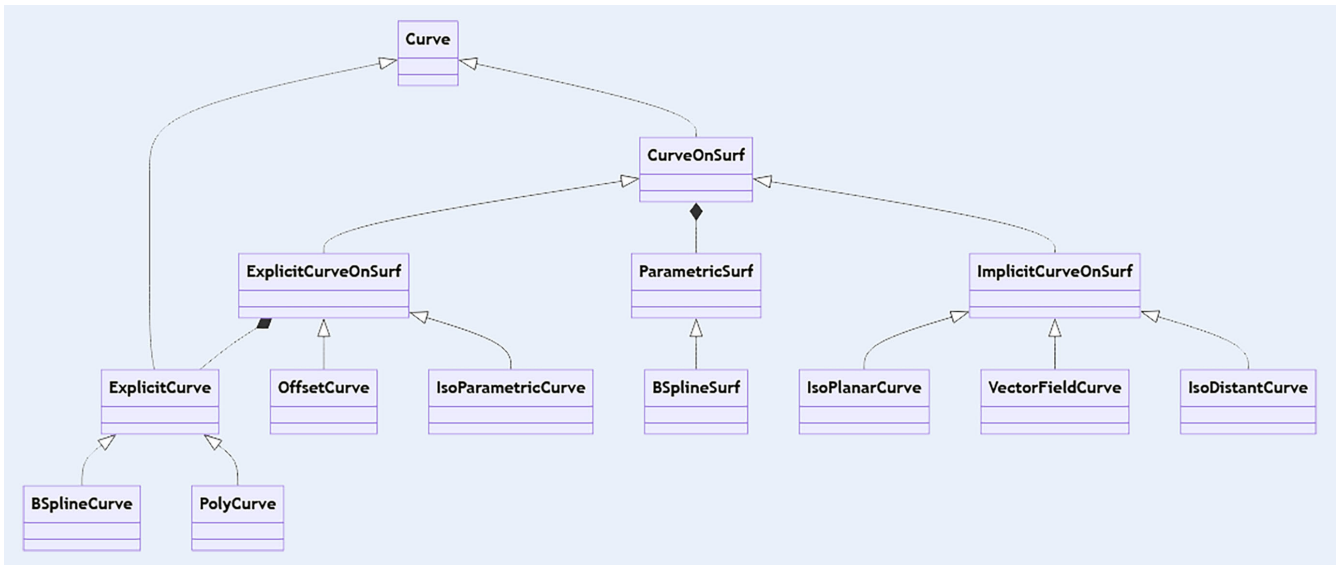 Curve
CurveOnSurf
ExplicitCurveOnSurf
ParametricSurf
ImplicitCurveOnSurf
ExplicitCurve
OffsetCurve
IsoParametricCurve
BSplineSurf
IsoPlanarCurve
VectorFieldCurve
IsoDistantCurve
BSplineCurve
PolyCurve